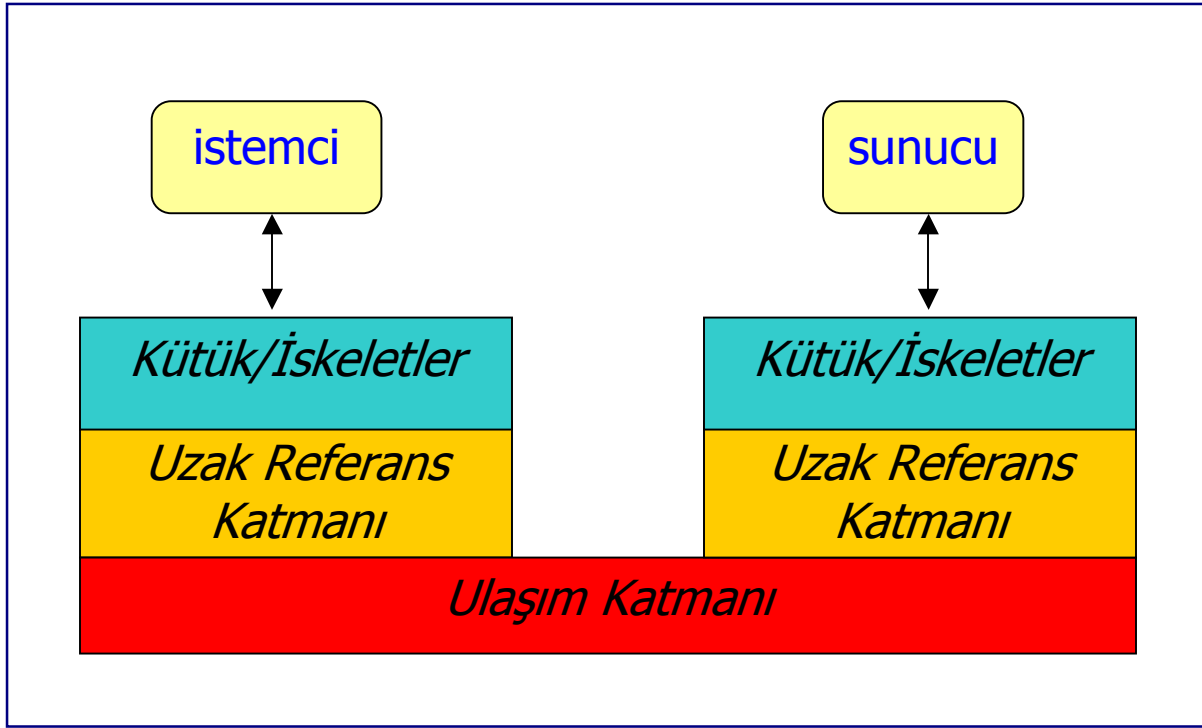 istemci
sunucu
Kütük/İskeletler
Kütük/İskeletler
Uzak Referans
Katmanı
Uzak Referans
Katmanı
Ulaşım Katmanı